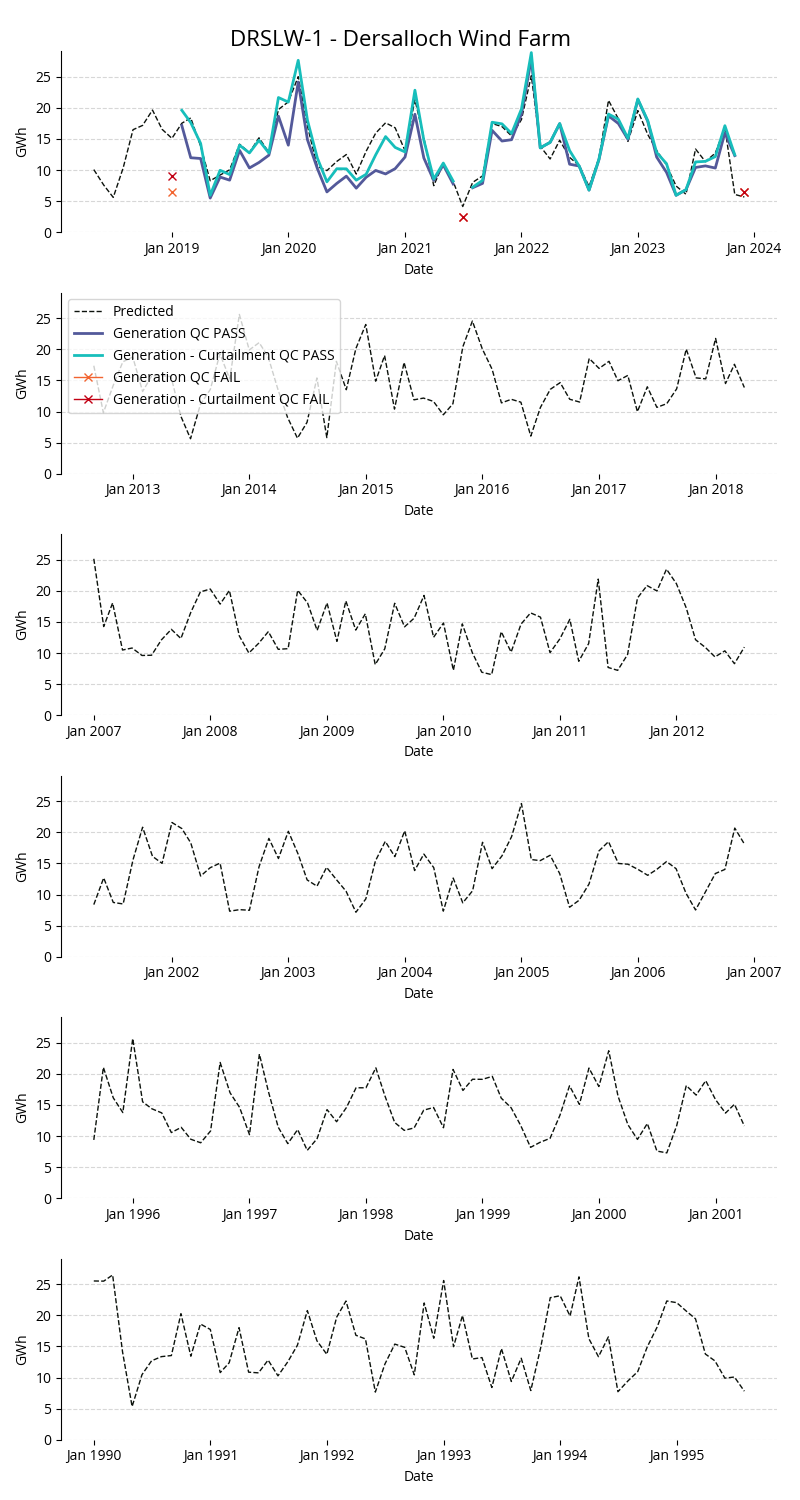 DRSLW-1 - Dersalloch Wind Farm
GWh
25
20
15
10
5
0
Jan 2019 Jan 2020 Jan 2021 Jan 2022 Jan 2023 Jan 2024
Date
GWh
25
20
15
10
5
0
Predicted
Generation QC PASS
Generation - Curtailment QC PASS
Generation QC FAIL
Generation - Curtailment QC FAIL
Jan 2013 Jan 2014 Jan 2015 Jan 2016 Jan 2017 Jan 2018
Date
GWh
25
20
15
10
5
0
Jan 2007 Jan 2008 Jan 2009 Jan 2010 Jan 2011 Jan 2012
Date
GWh
25
20
15
10
5
0
Jan 2002 Jan 2003 Jan 2004 Jan 2005 Jan 2006 Jan 2007
Date
GWh
25
20
15
10
5
0
Jan 1996 Jan 1997 Jan 1998 Jan 1999 Jan 2000 Jan 2001
Date
GWh
25
20
15
10
5
0
Jan 1990 Jan 1991 Jan 1992 Jan 1993 Jan 1994 Jan 1995
Date